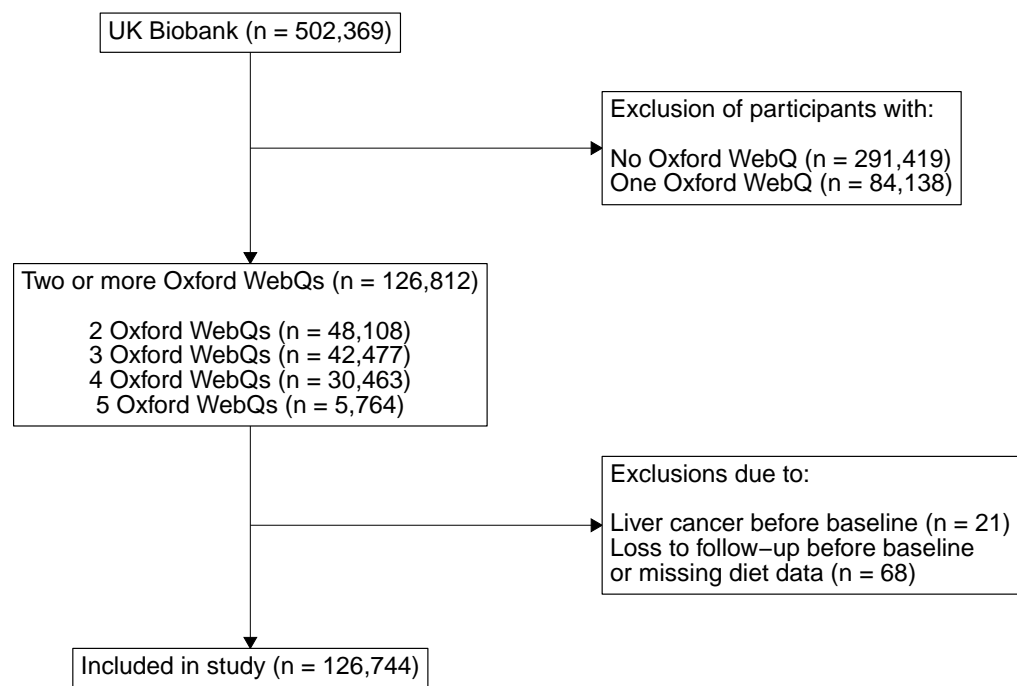 UK Biobank (n = 502,369)
Exclusion of participants with:
No Oxford WebQ (n = 291,419)
One Oxford WebQ (n = 84,138)
Two or more Oxford WebQs (n = 126,812)
2 Oxford WebQs (n = 48,108)
3 Oxford WebQs (n = 42,477)
4 Oxford WebQs (n = 30,463)
5 Oxford WebQs (n = 5,764)
Exclusions due to:
Liver cancer before baseline (n = 21)
Loss to follow−up before baseline
or missing diet data (n = 68)
Included in study (n = 126,744)